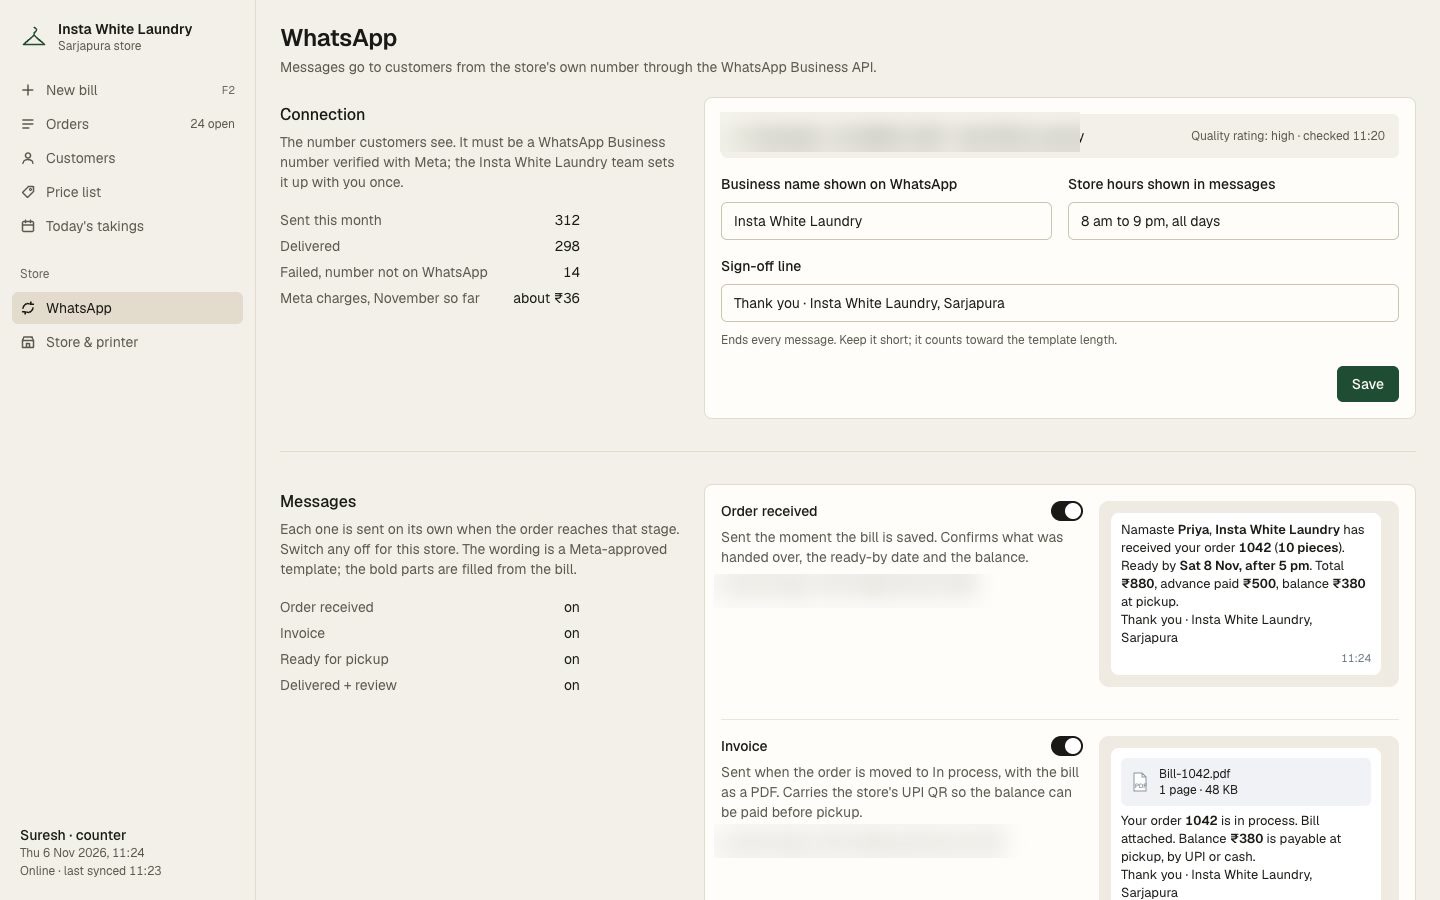 Insta White Laundry
Sarjapura store
New bill F2
Orders 24 open
Customers
Price list
Today's takings
Store
WhatsApp
Store & printer
Suresh · counter
Thu 6 Nov 2026, 11:24
Online · last synced 11:23
WhatsApp
Messages go to customers from the store's own number through the WhatsApp Business API.
Connection
The number customers see. It must be a WhatsApp Business
number verified with Meta; the Insta White Laundry team sets
it up with you once.
Sent this month 312
Delivered 298
Failed, number not on WhatsApp 14
Meta charges, November so far about ₹36
Quality rating: high · checked 11:20
Business name shown on WhatsApp
Insta White Laundry
Store hours shown in messages
8 am to 9 pm, all days
Sign-off line
Thank you · Insta White Laundry, Sarjapura
Ends every message. Keep it short; it counts toward the template length.
Save
Messages
Each one is sent on its own when the order reaches that stage.
Switch any off for this store. The wording is a Meta-approved
template; the bold parts are filled from the bill.
Order received on
Invoice on
Ready for pickup on
Delivered + review on
Order received
Sent the moment the bill is saved. Confirms what was
handed over, the ready-by date and the balance.
Namaste Priya, Insta White Laundry has
received your order 1042 (10 pieces).
Ready by Sat 8 Nov, after 5 pm. Total
₹880, advance paid ₹500, balance ₹380
at pickup.
Thank you · Insta White Laundry,
Sarjapura
11:24
Invoice
Sent when the order is moved to In process, with the bill
as a PDF. Carries the store's UPI QR so the balance can
be paid before pickup.
PDF
Bill-1042.pdf
1 page · 48 KB
Your order 1042 is in process. Bill
attached. Balance ₹380 is payable at
pickup, by UPI or cash.
Thank you · Insta White Laundry,
Sarjapura